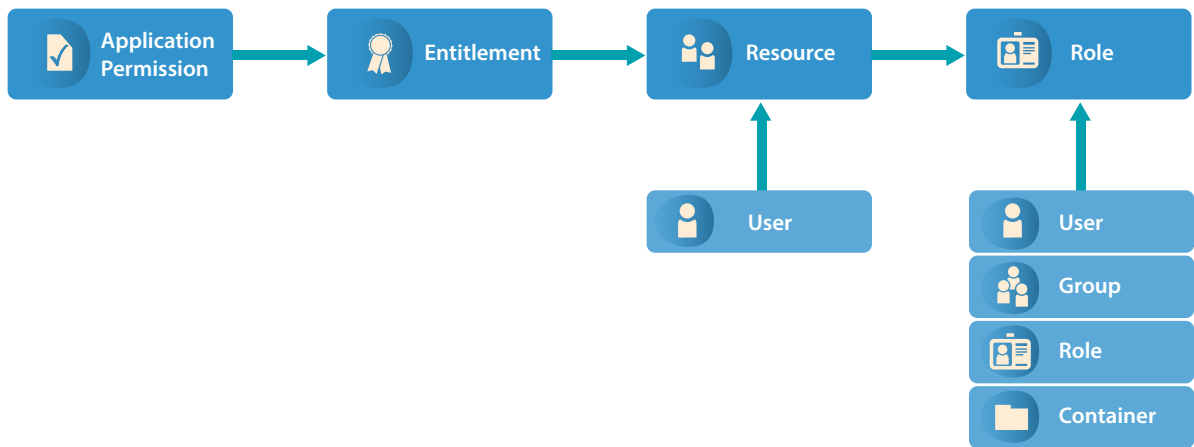 Application
Permission
Entitlement
Resource
Role
User
User
Group
Role
Container